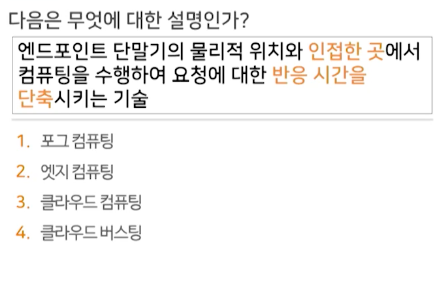 다음은 무엇에 대한 설명인가?
엔드포인트 단말기의 물리적 위치와 인접한 곳에서
컴퓨팅을 수행하여 요청에 대한 반응 시간을
단축시키는 기술
1. 포그 컴퓨팅
2. 엣지 컴퓨팅
3. 클라우드 컴퓨팅
4. 클라우드 버스팅